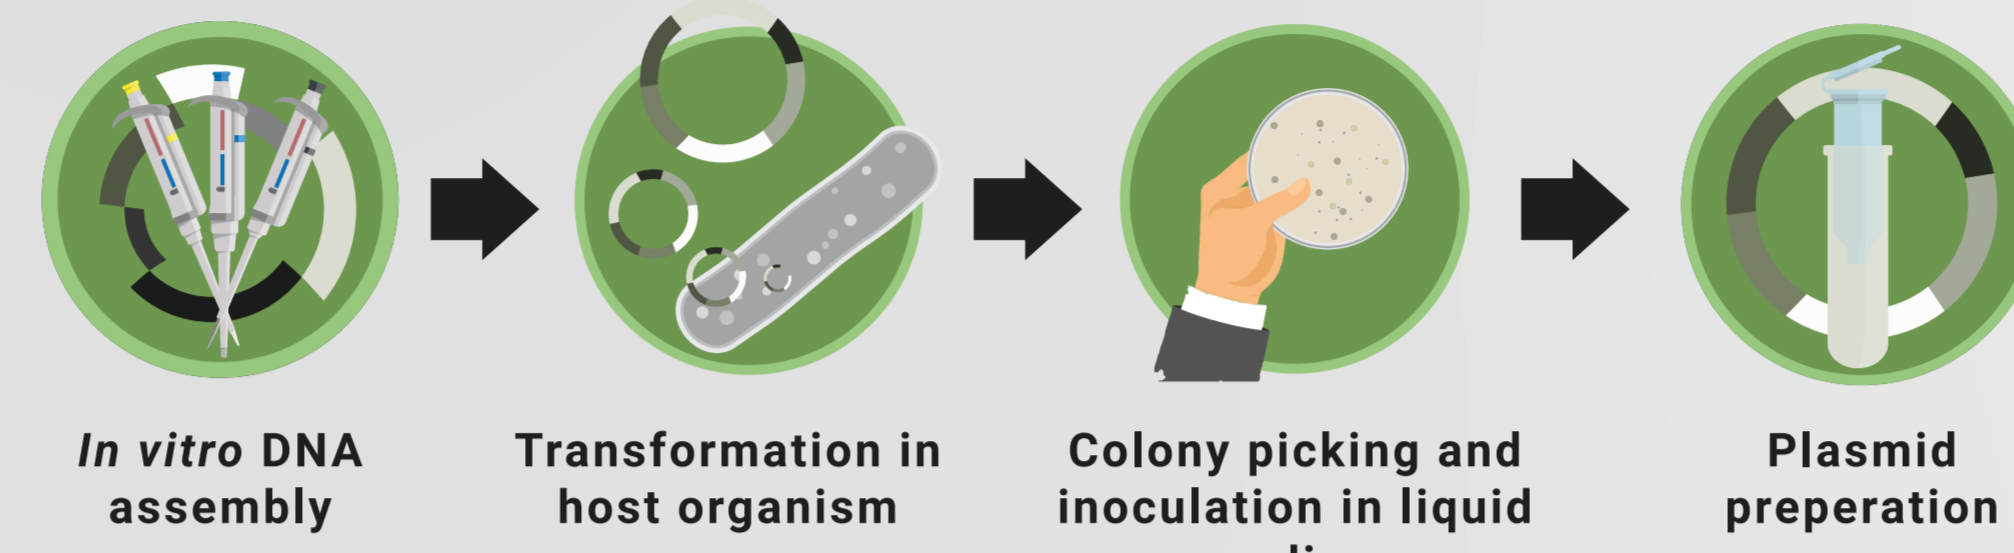 In vitro DNA
assembly
Transformation in
host organism
Colony picking and
inoculation in liquid
Plasmid
preperation